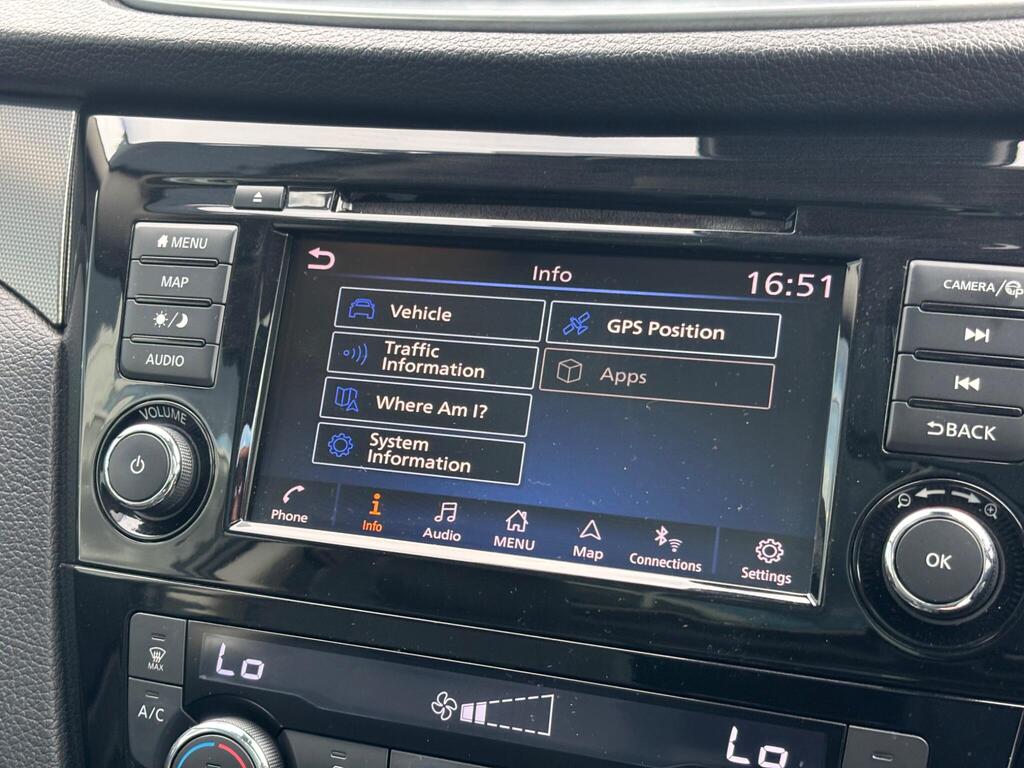 MENU
MAP
AUDIO
VOLUME
Info
16:51
Vehicle
GPS Position
Traffic
Information
Apps
Where Am I?
System
Information
Phone
Info
Audio
MENU
Map
Connections
Settings
CAMERA/
BACK
OK
MAX
A/C
Lo
Lo